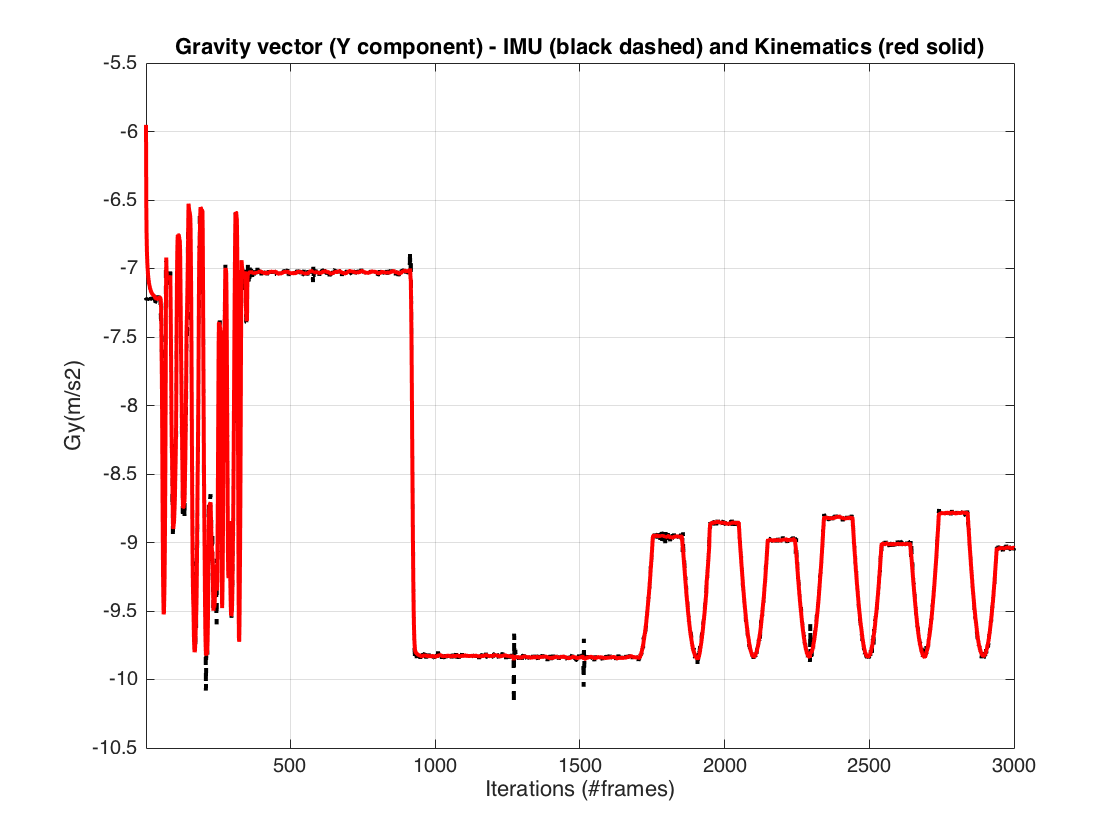 Gravity vector (Y component) - IMU (black dashed) and Kinematics (red solid)
-5.5
-6
-6.5
-7
-7.5
-8
-8.5
-9
-9.5
-10
-10.5
Gy(m/s2)
500 1000 1500 2000 2500 3000
Iterations (#frames)